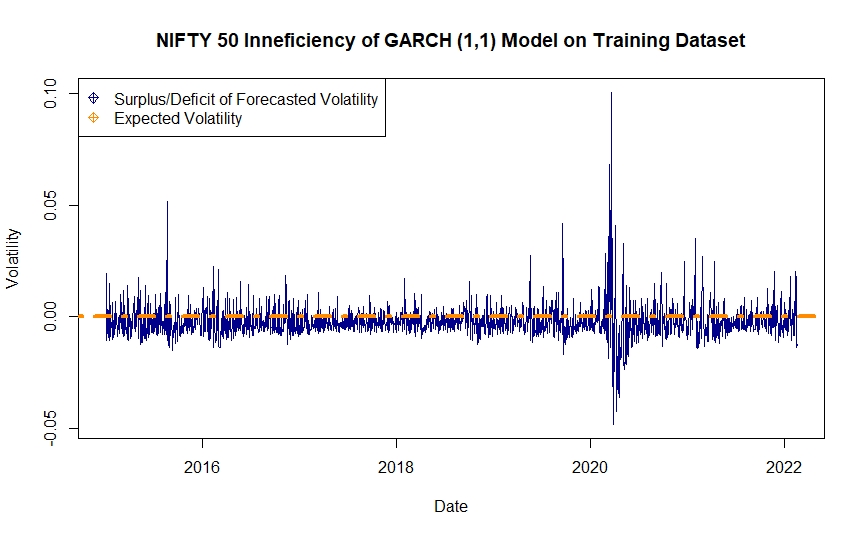 NIFTY 50 Inneficiency of GARCH (1,1) Model on Training Dataset
Surplus/Deficit of Forecasted Volatility
Expected Volatility
Volatility
0.10
0.05
0.00
-0.05
2016 2018 2020 2022
Date